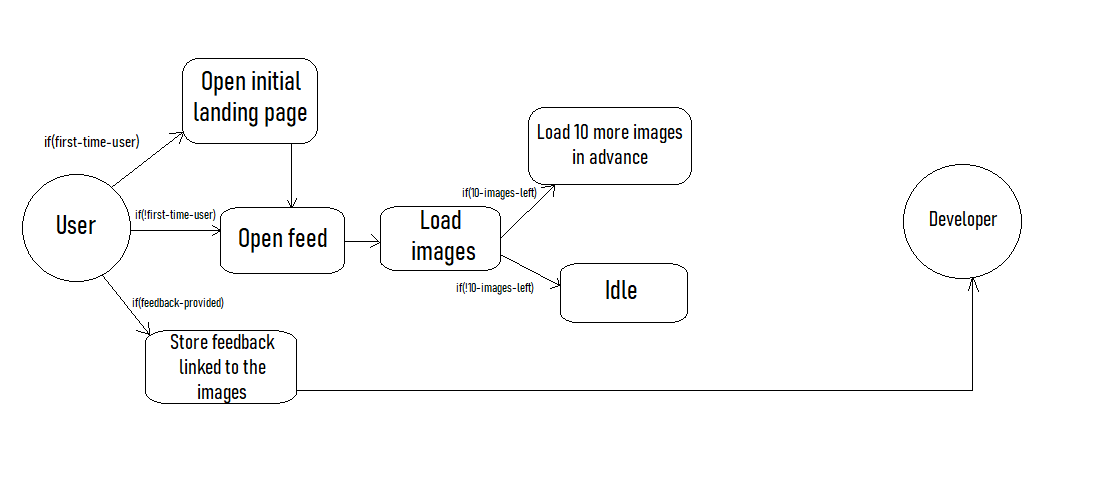 Open initial
landing page
if(first-time-user)
Load 10 more images
in advance
if(10-images-left)
User
if(!first-time-user)
Open feed
Load
images
Developer
if(!10-images-left)
Idle
if(feedback-provided)
Store feedback
linked to the
images